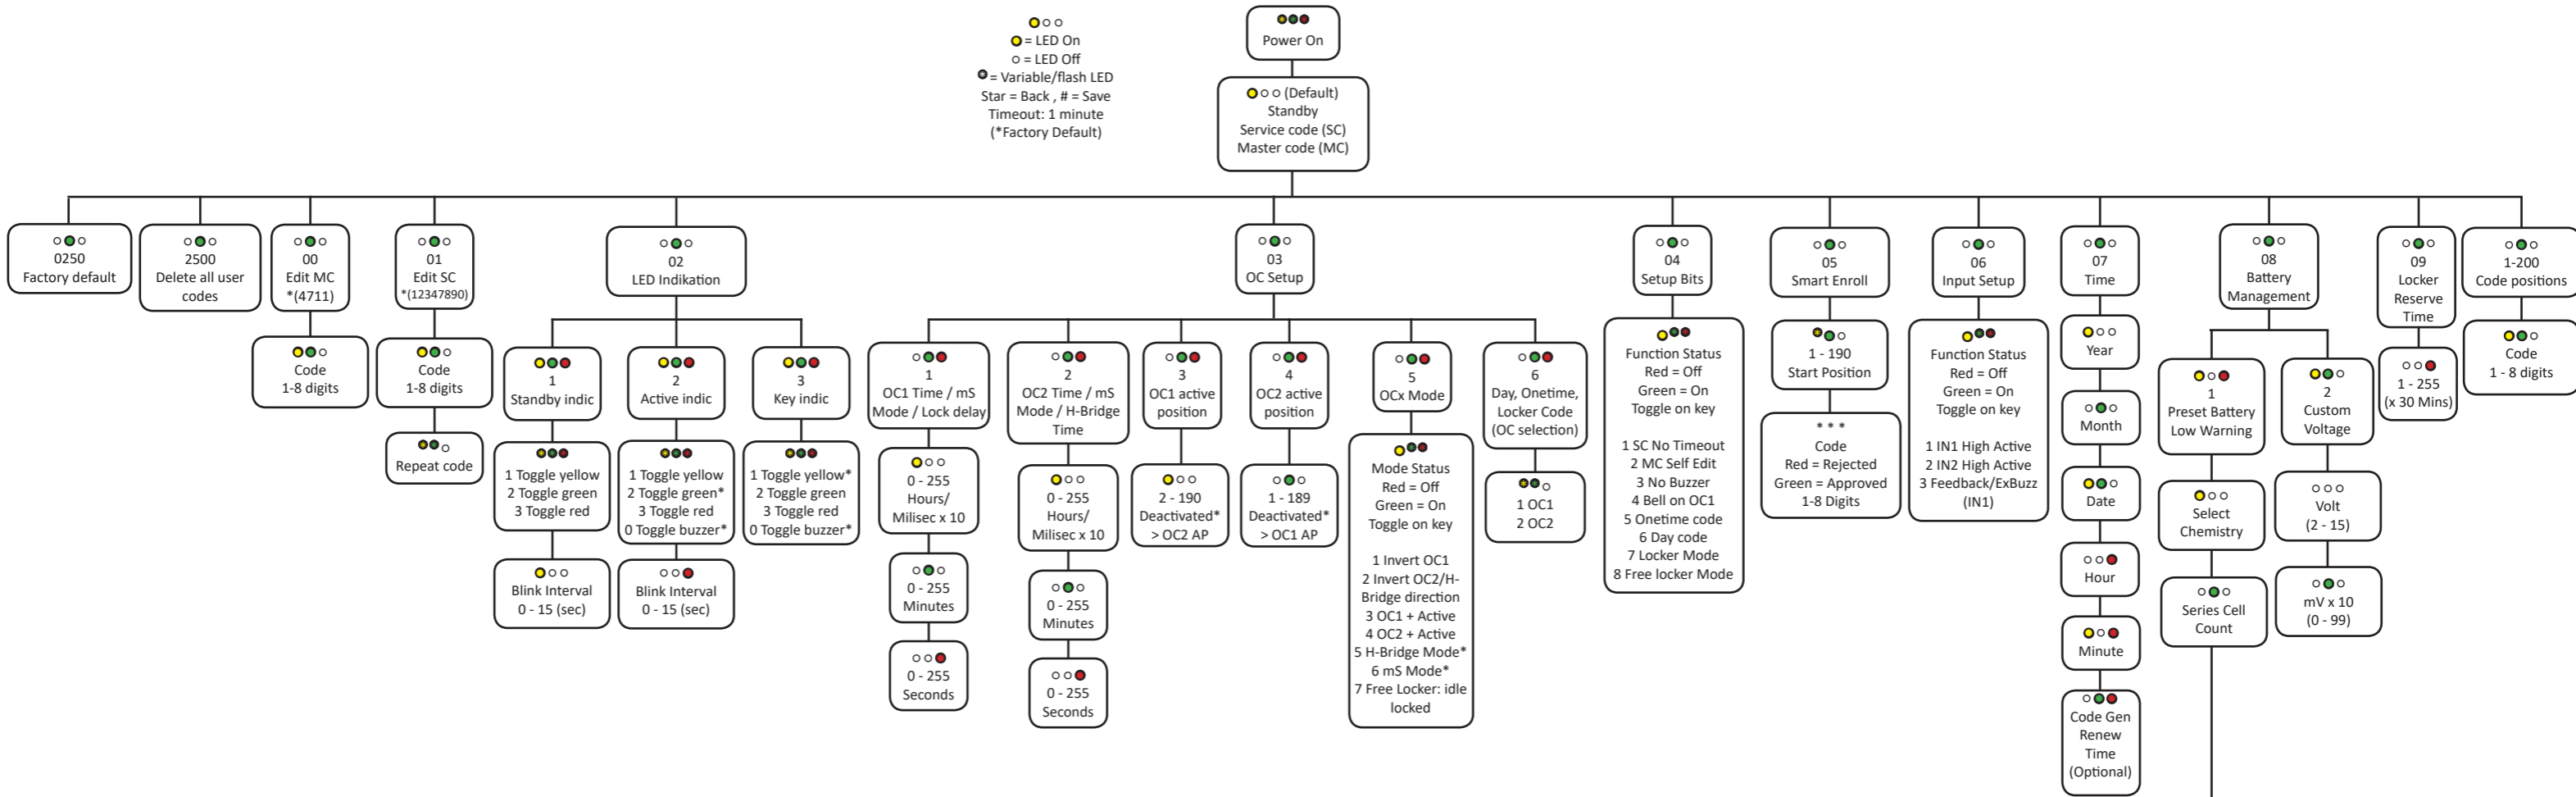 = LED On
= LED Off
* = Variable/flash LED
Star = Back , # = Save
Timeout: 1 minute
(*Factory Default)
Power On
(Default)
Standby
Service code (SC)
Master code (MC)
0250
Factory default
2500
Delete all user
codes
00
Edit MC
*(4711)
Code
1-8 digits
01
Edit SC
*(12347890)
Code
1-8 digits
Repeat code
02
LED Indikation
1
Standby indic
1 Toggle yellow
2 Toggle green
3 Toggle red
Blink Interval
0 - 15 (sec)
2
Active indic
1 Toggle yellow
2 Toggle green*
3 Toggle red
0 Toggle buzzer*
Blink Interval
0 - 15 (sec)
3
Key indic
1 Toggle yellow*
2 Toggle green
3 Toggle red
0 Toggle buzzer*
03
OC Setup
1
OC1 Time / mS
Mode / Lock delay
0 - 255
Hours/
Milisec x 10
0 - 255
Minutes
0 - 255
Seconds
2
OC2 Time / mS
Mode / H-Bridge
Time
0 - 255
Hours/
Milisec x 10
0 - 255
Minutes
0 - 255
Seconds
3
OC1 active
position
2 - 190
Deactivated*
> OC2 AP
4
OC2 active
position
1 - 189
Deactivated*
> OC1 AP
5
OCx Mode
Mode Status
Red = Off
Green = On
Toggle on key
1 Invert OC1
2 Invert OC2/H-
Bridge direction
3 OC1 + Active
4 OC2 + Active
5 H-Bridge Mode*
6 mS Mode*
7 Free Locker: idle
locked
6
Day, Onetime,
Locker Code
(OC selection)
1 OC1
2 OC2
04
Setup Bits
Function Status
Red = Off
Green = On
Toggle on key
1 SC No Timeout
2 MC Self Edit
3 No Buzzer
4 Bell on OC1
5 Onetime code
6 Day code
7 Locker Mode
8 Free locker Mode
05
Smart Enroll
1 - 190
Start Position
* * *
Code
Red = Rejected
Green = Approved
1-8 Digits
06
Input Setup
Function Status
Red = Off
Green = On
Toggle on key
1 IN1 High Active
2 IN2 High Active
3 Feedback/ExBuzz
(IN1)
07
Time
Year
Month
Date
Hour
Minute
Code Gen
Renew
Time
(Optional)
08
Battery
Management
1
Preset Battery
Low Warning
Select
Chemistry
Series Cell
Count
2
Custom
Voltage
Volt
(2 - 15)
mV x 10
(0 - 99)
09
Locker
Reserve
Time
1 - 255
(x 30 Mins)
1-200
Code positions
Code
1 - 8 digits